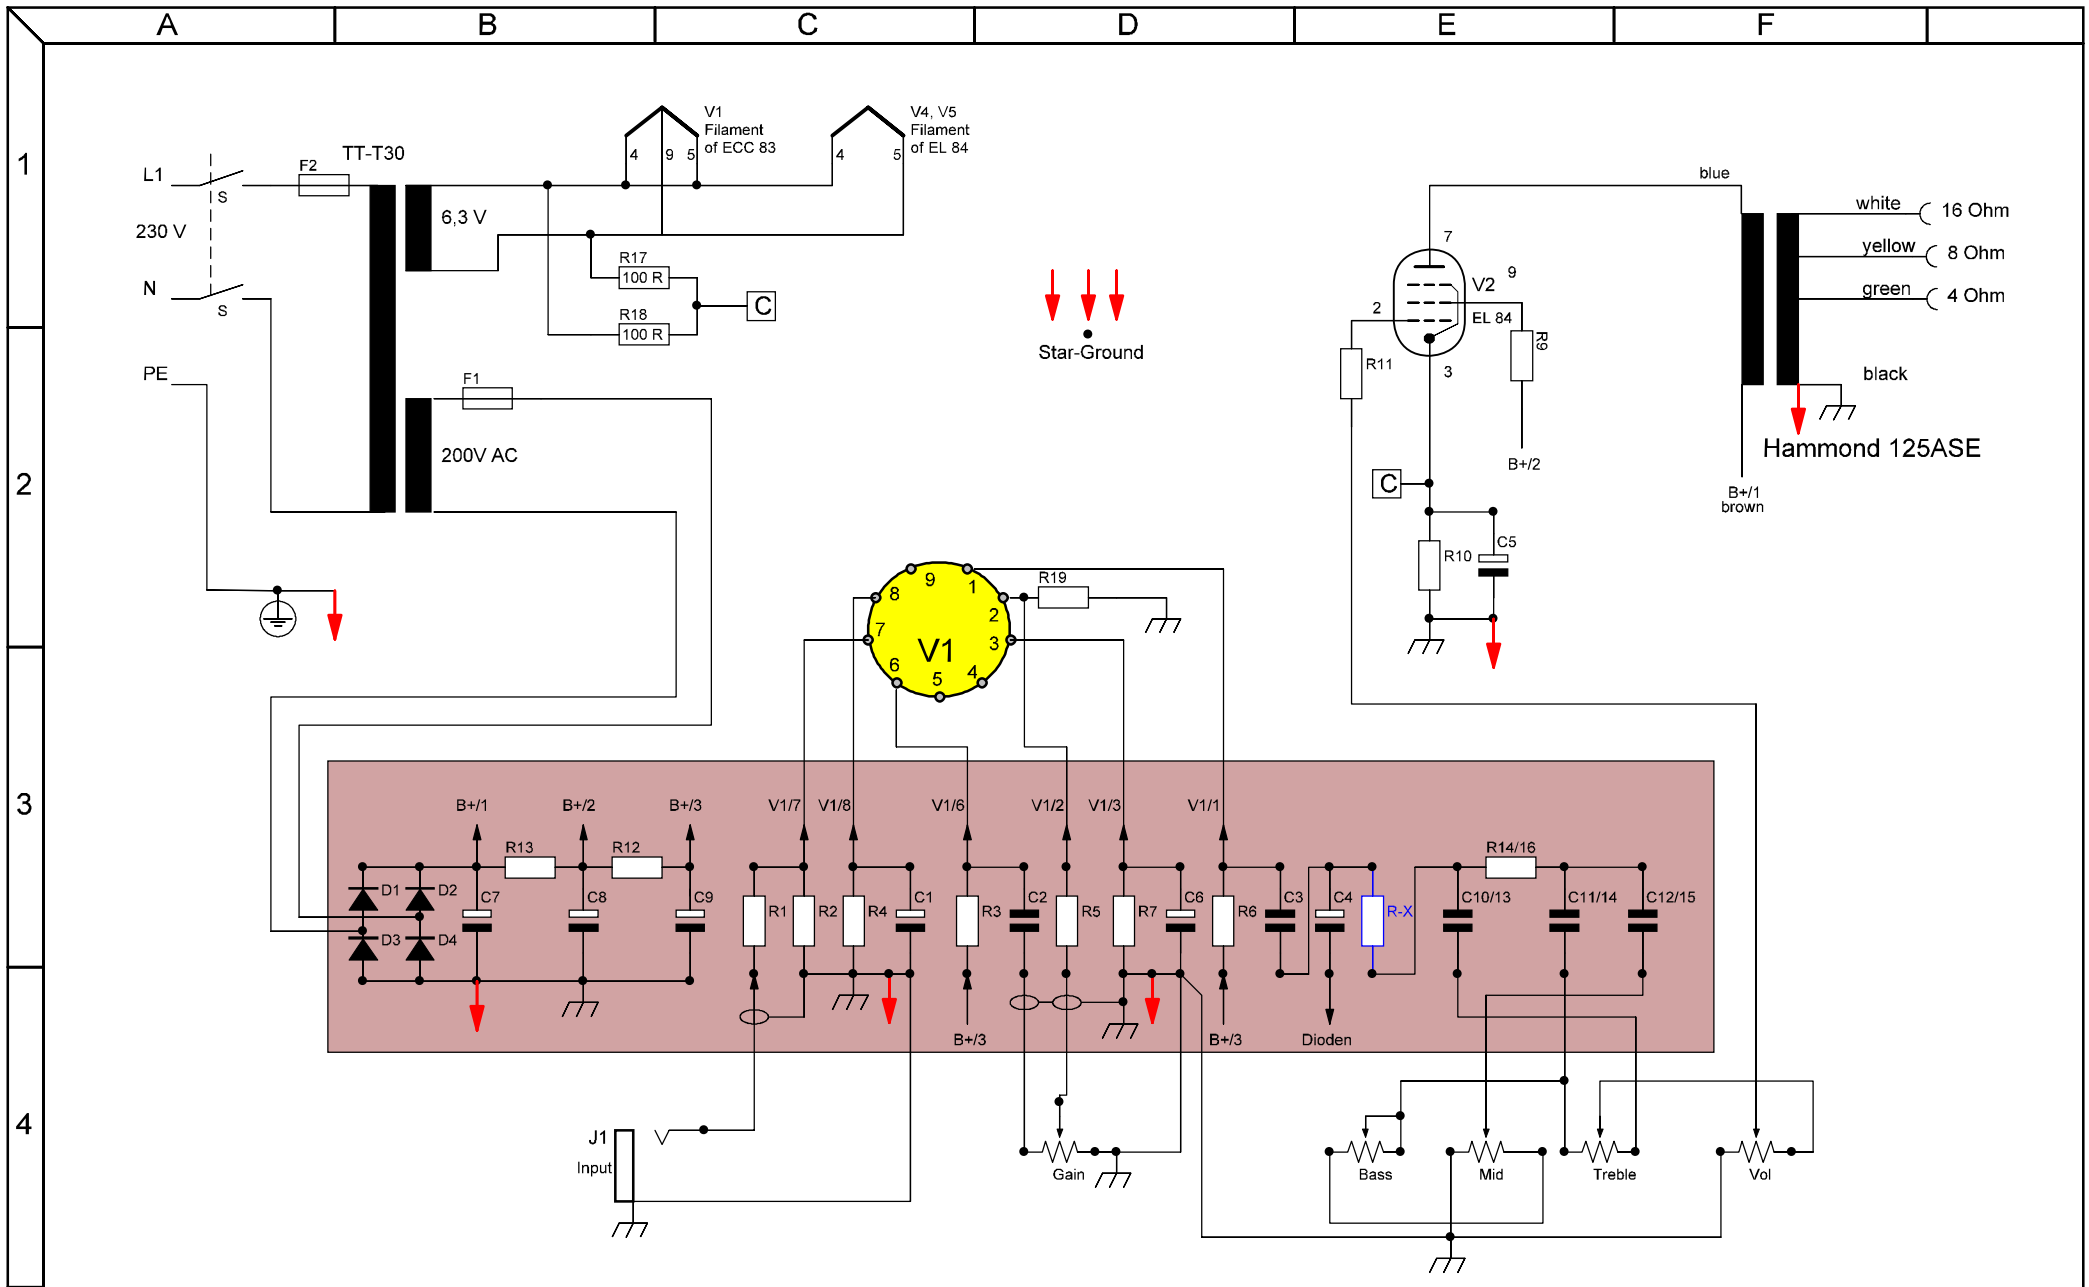 A B C D E F
1
2
3
4
L1
S
230 V
N
S
PE
F2
TT-T30
6,3 V
F1
200V AC
V1
Filament
of ECC 83
4 9 5
V4, V5
Filament
of EL 84
4 5
R17
100 R
R18
100 R
C
Star-Ground
7
9
V2
2
EL 84
R9
R11
3
B+/2
C
R10
C5
blue
white
16 Ohm
yellow
8 Ohm
green
4 Ohm
black
Hammond 125ASE
B+/1
brown
V1
1
2
3
4
5
6
7
8
9
R19
B+/1 B+/2 B+/3 V1/7 V1/8 V1/6 V1/2 V1/3 V1/1
R13 R12 R14/16
D1 D2 C7 C8 C9 R1 R2 R4 C1 R3 C2 R5 R7 C6 R6 C3 C4 R-X C10/13 C11/14 C12/15
D3 D4
B+/3 B+/3 Dioden
J1
Input
Gain
Bass
Mid
Treble
Vol